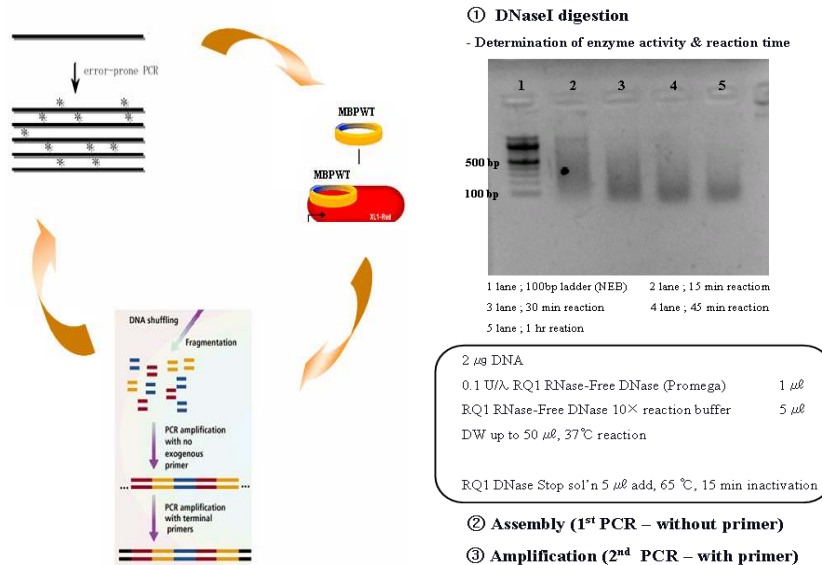 error-prone PCR
MBPWT
MBPWT
XL1-Red
DNA shuffling
Fragmentation
PCR amplification
with no
exogenous
primer
...
...
PCR amplification
with terminal
primers
① DNaseI digestion
- Determination of enzyme activity & reaction time
1 2 3 4 5
500 bp
100 bp
1 lane ; 100bp ladder (NEB) 2 lane ; 15 min reactiom
3 lane ; 30 min reaction 4 lane ; 45 min reaction
5 lane ; 1 hr reation
2 ㎍ DNA
0.1 U/λ RQ1 RNase-Free DNase (Promega) 1 ㎕
RQ1 RNase-Free DNase 10× reaction buffer 5 ㎕
DW up to 50 ㎕, 37℃ reaction
RQ1 DNase Stop sol'n 5 ㎕ add, 65 ℃, 15 min inactivation
② Assembly (1st PCR – without primer)
③ Amplification (2nd PCR – with primer)